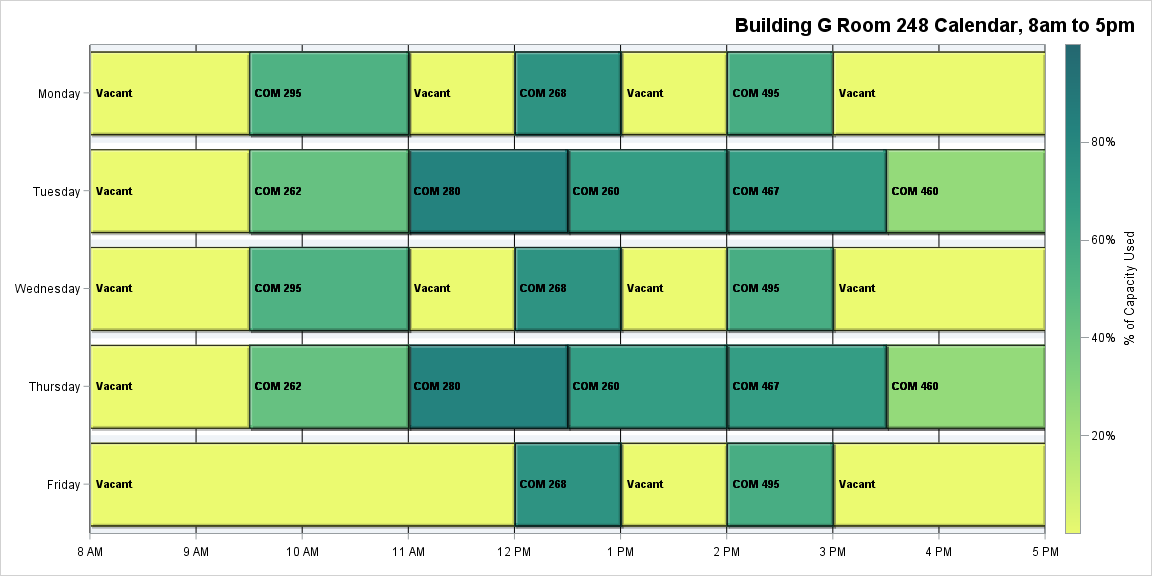 Building G Room 248 Calendar, 8am to 5pm
Monday
Vacant
COM 295
Vacant
COM 268
Vacant
COM 495
Vacant
Tuesday
Vacant
COM 262
COM 280
COM 260
COM 467
COM 460
Wednesday
Vacant
COM 295
Vacant
COM 268
Vacant
COM 495
Vacant
Thursday
Vacant
COM 262
COM 280
COM 260
COM 467
COM 460
Friday
Vacant
COM 268
Vacant
COM 495
Vacant
8 AM
9 AM
10 AM
11 AM
12 PM
1 PM
2 PM
3 PM
4 PM
5 PM
80%
60%
40%
20%
% of Capacity Used